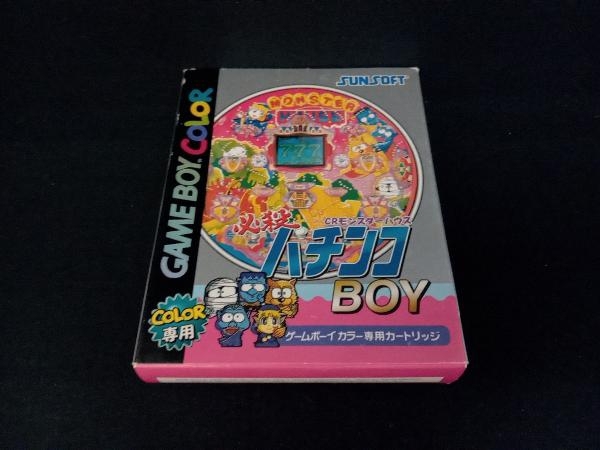 SUNSOFT
GAME BOY COLOR
MONSTER
777
CRモンスターハウス
必殺
パチンコ
BOY
COLOR
専用
ゲームボーイカラー専用カートリッジ